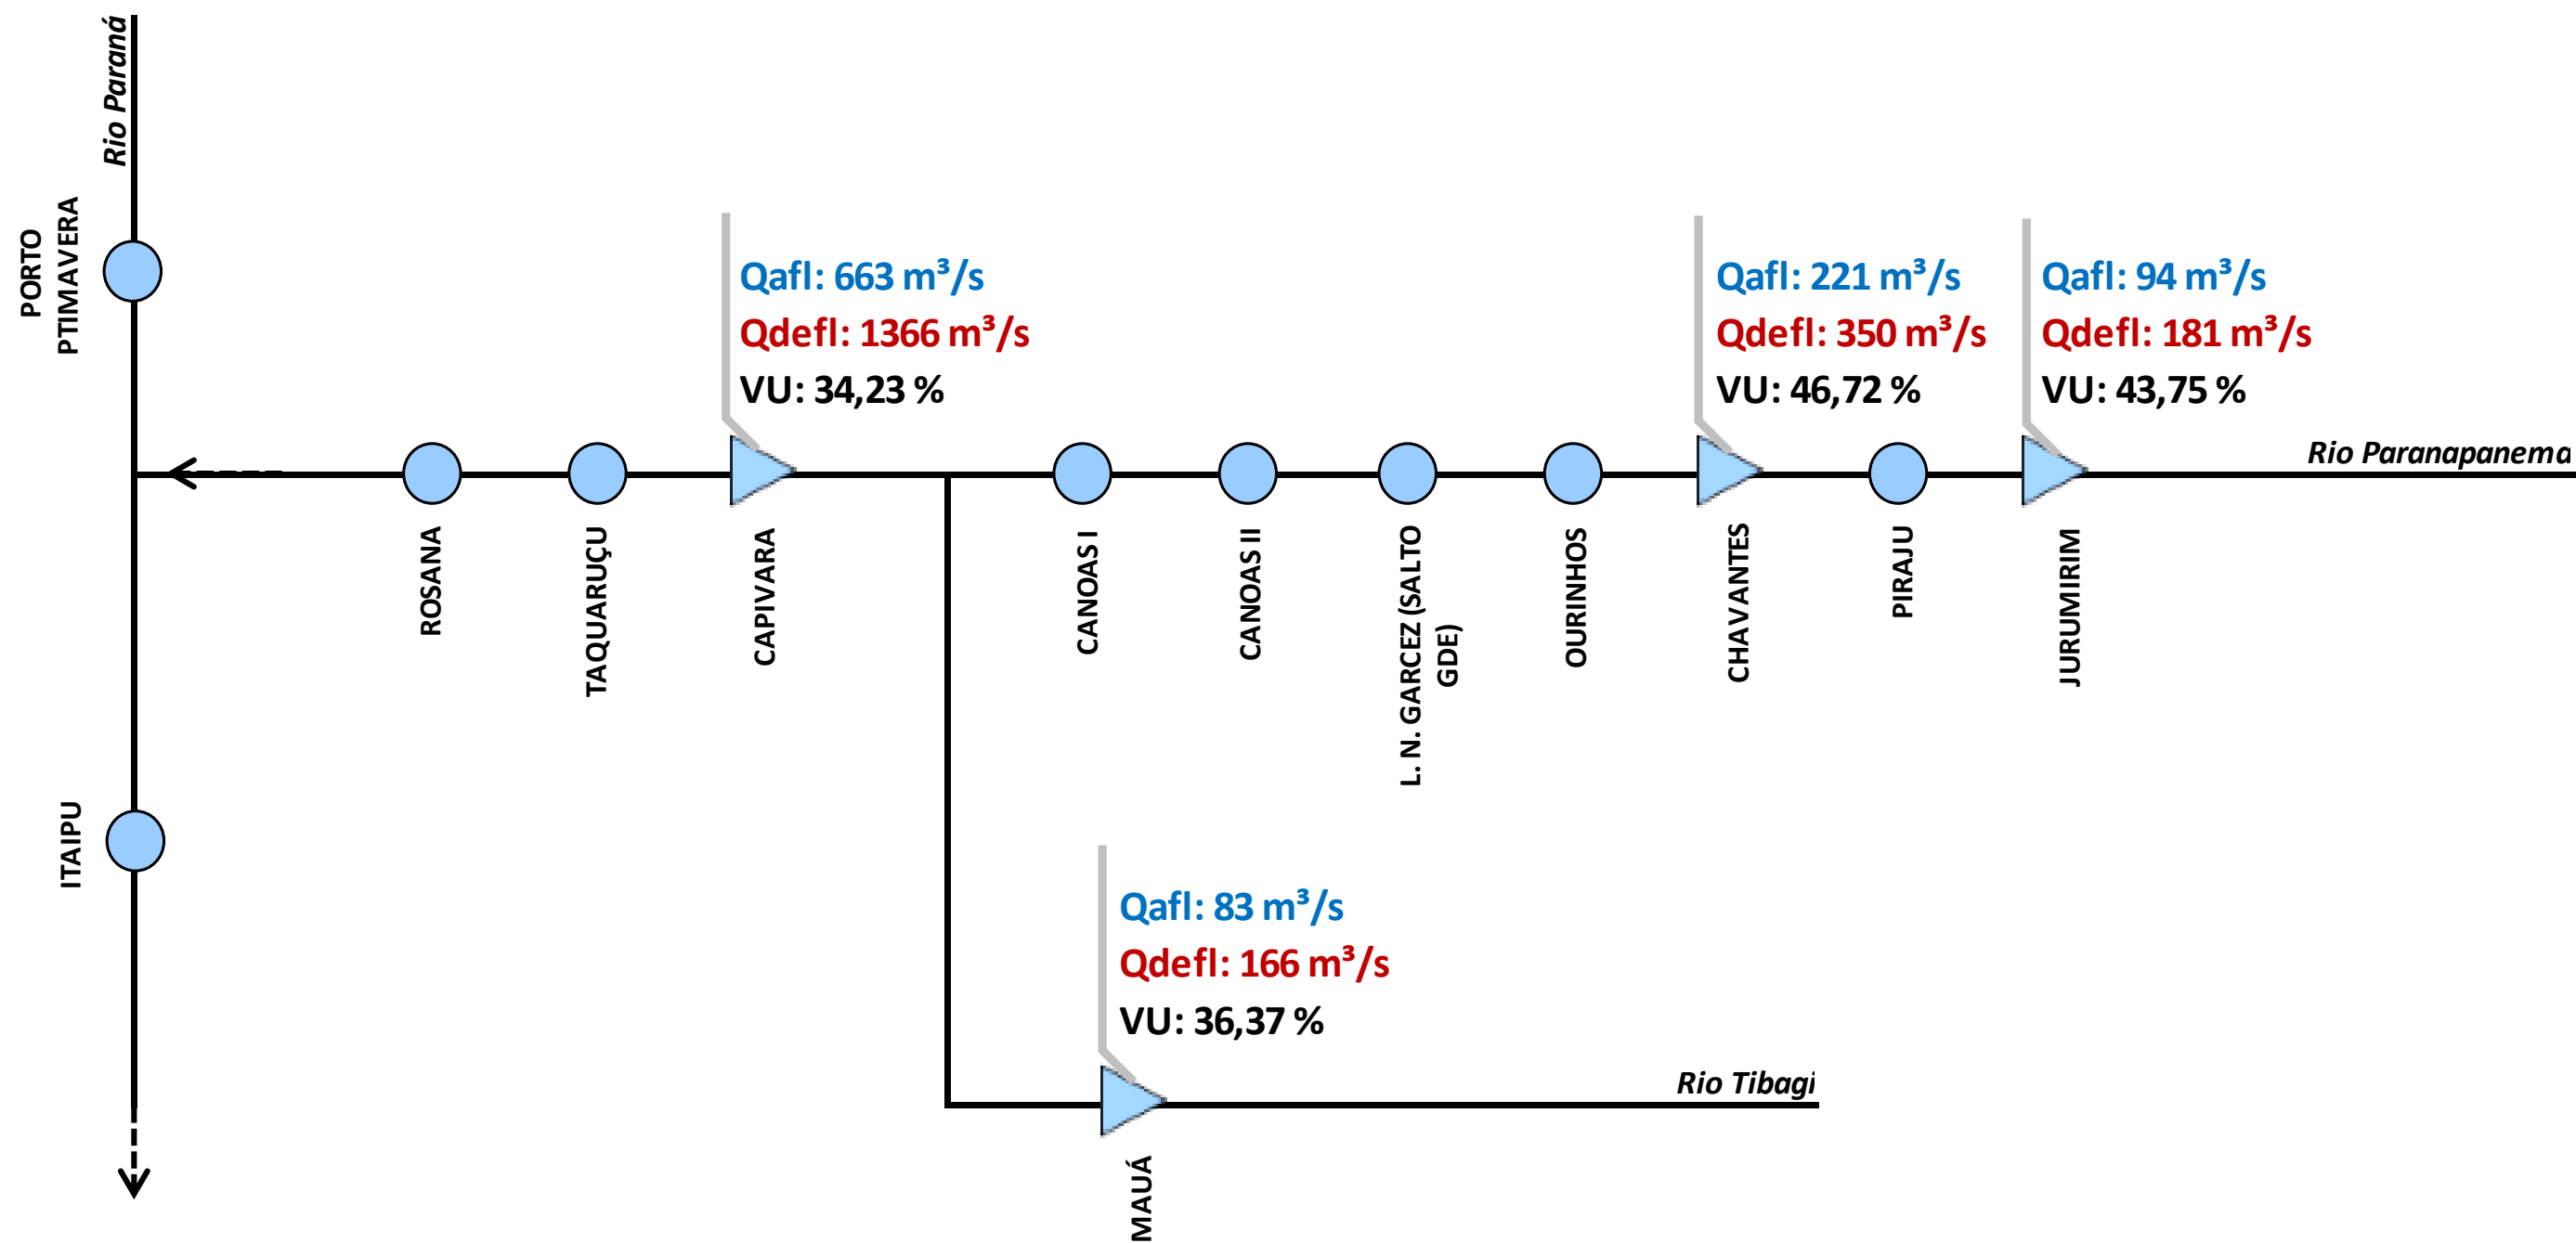 Rio Paraná
PORTO
PTIMAVERA
Qafl: 663 m³/s
Qdefl: 1366 m³/s
VU: 34,23 %
Qafl: 221 m³/s
Qdefl: 350 m³/s
VU: 46,72 %
Qafl: 94 m³/s
Qdefl: 181 m³/s
VU: 43,75 %
Rio Paranapanema
ROSANA
TAQUARUÇU
CAPIVARA
CANOAS I
CANOAS II
L. N. GARCEZ (SALTO
GDE)
OURINHOS
CHAVANTES
PIRAJU
JURUMIRIM
ITAIPU
Qafl: 83 m³/s
Qdefl: 166 m³/s
VU: 36,37 %
Rio Tibagi
MAUÁ